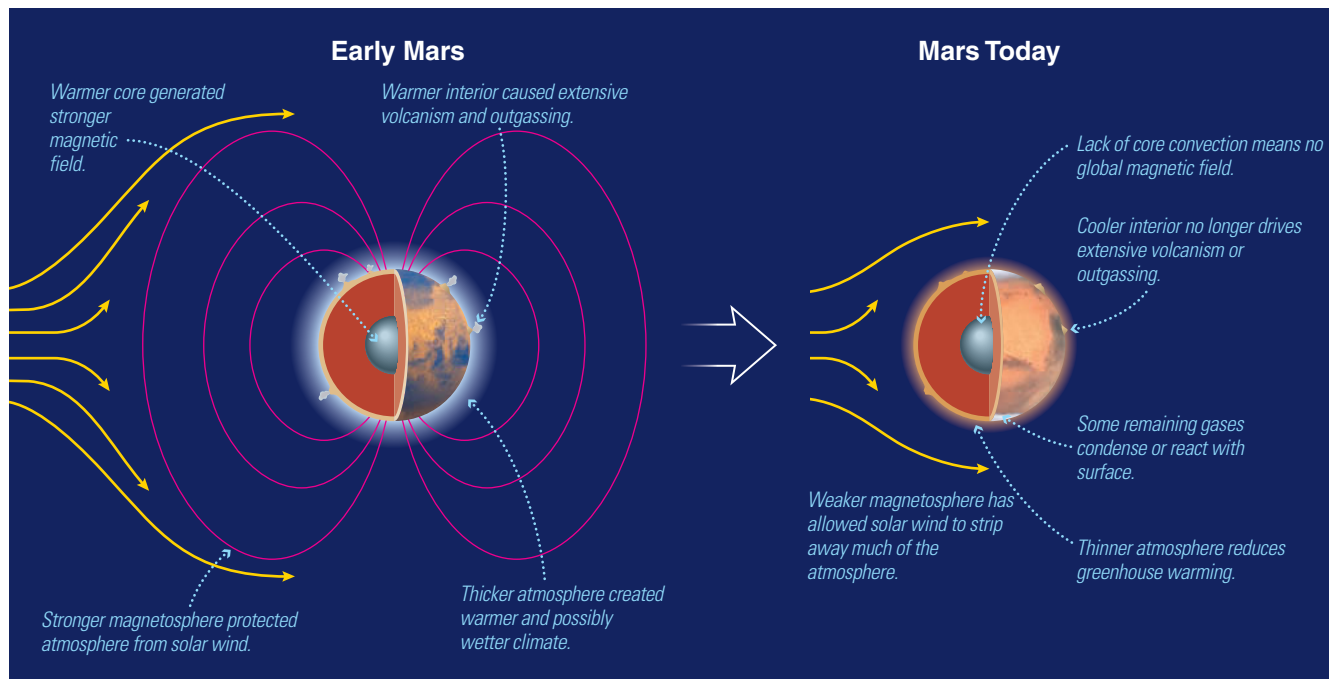 Early Mars
Warmer core generated
stronger
magnetic
field.
Warmer interior caused extensive
volcanism and outgassing.
Stronger magnetosphere protected
atmosphere from solar wind.
Thicker atmosphere created
warmer and possibly
wetter climate.
Mars Today
Lack of core convection means no
global magnetic field.
Cooler interior no longer drives
extensive volcanism or
outgassing.
Some remaining gases
condense or react with
surface.
Weaker magnetosphere has
allowed solar wind to strip
away much of the
atmosphere.
Thinner atmosphere reduces
greenhouse warming.